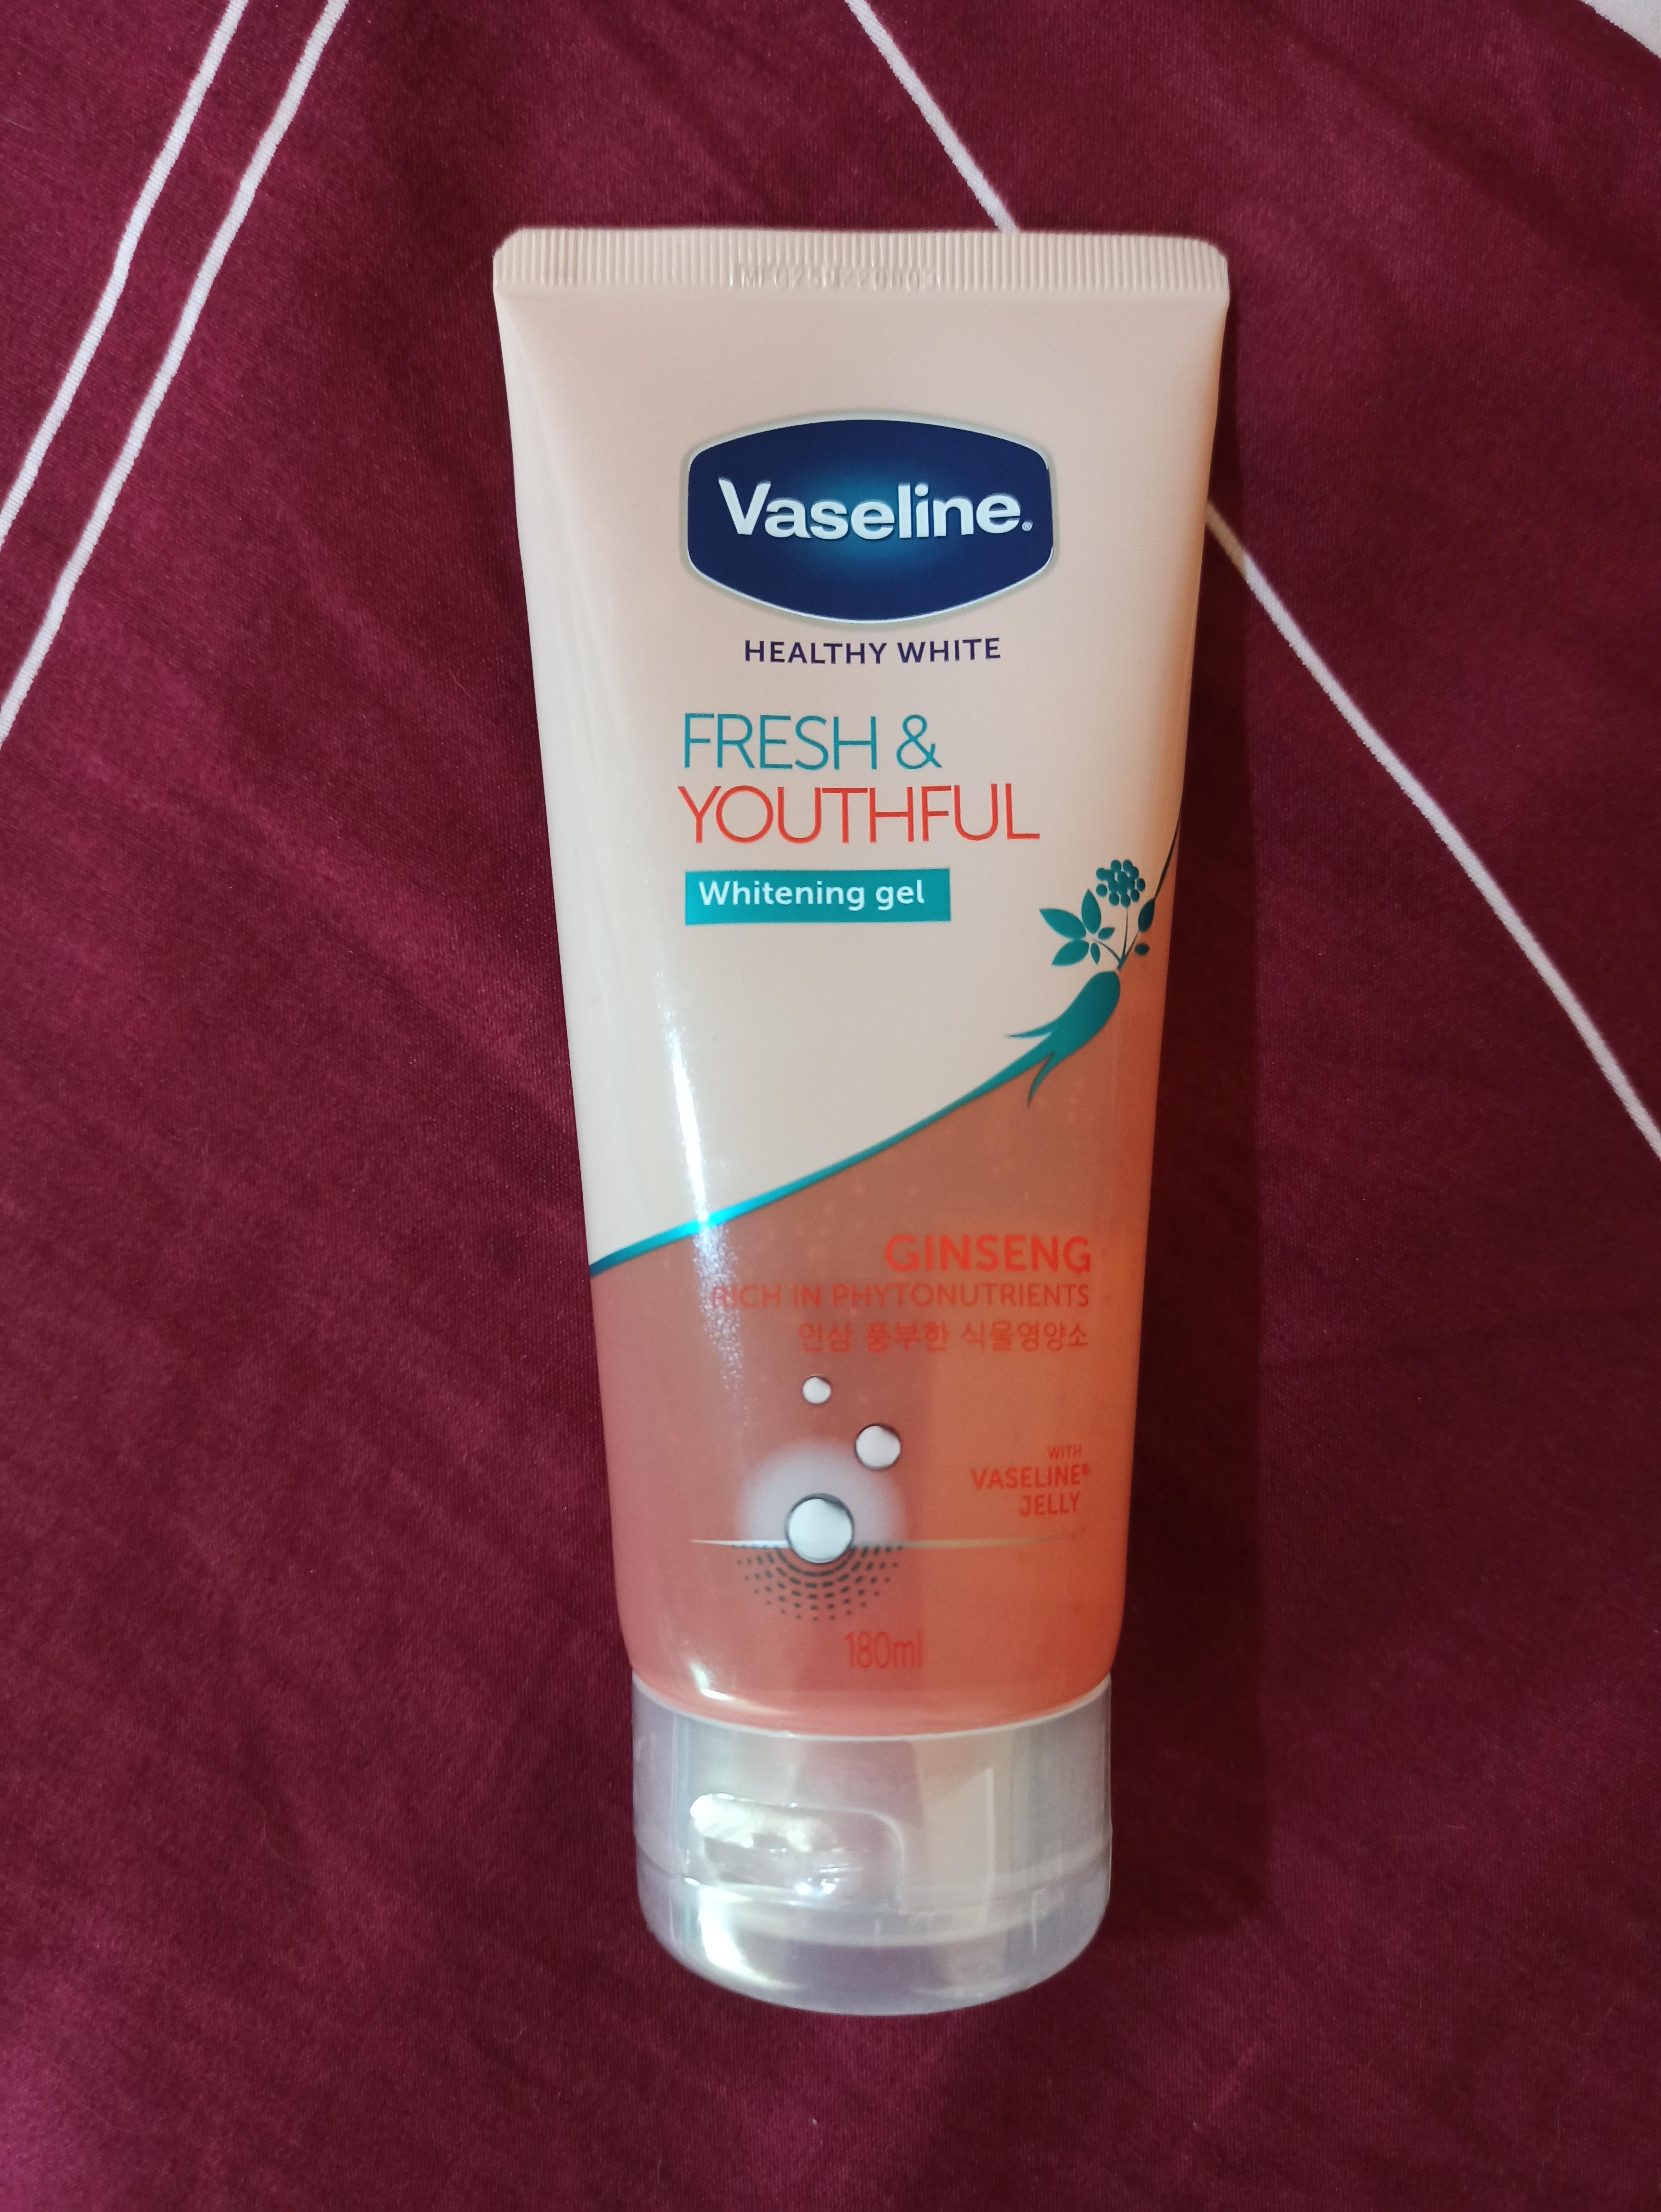 Vaseline®
HEALTHY WHITE
FRESH &
YOUTHFUL
Whitening gel
GINSENG
RICH IN PHYTONUTRIENTS
인삼 풍부한 식물영양소
WITH
VASELINE®
JELLY
180ml